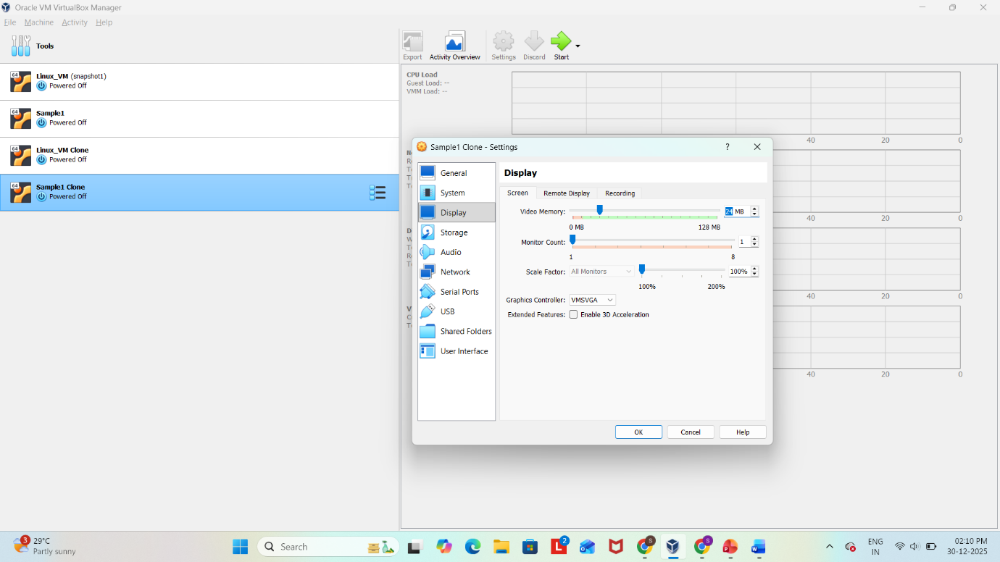 Oracle VM VirtualBox Manager
File Machine Activity Help
Tools
Export Activity Overview Settings Discard Start
64 Linux_VM (snapshot1)
Powered Off
64 Sample1
Powered Off
64 Linux_VM Clone
Powered Off
64 Sample1 Clone
Powered Off
CPU Load
Guest Load: --
VMM Load: --
40 20 0
40 20 0
40 20 0
40 20 0
Sample1 Clone - Settings ?
General
System
Display
Storage
Audio
Network
Serial Ports
USB
Shared Folders
User Interface
Display
Screen Remote Display Recording
Video Memory: 24 MB
0 MB 128 MB
Monitor Count: 1
1 8
Scale Factor: All Monitors 100%
100% 200%
Graphics Controller: VMSVGA
Extended Features: Enable 3D Acceleration
OK Cancel Help
3 29°C
Partly sunny
Search
L 2
S
S
P
W
ENG
IN
02:10 PM
30-12-2025